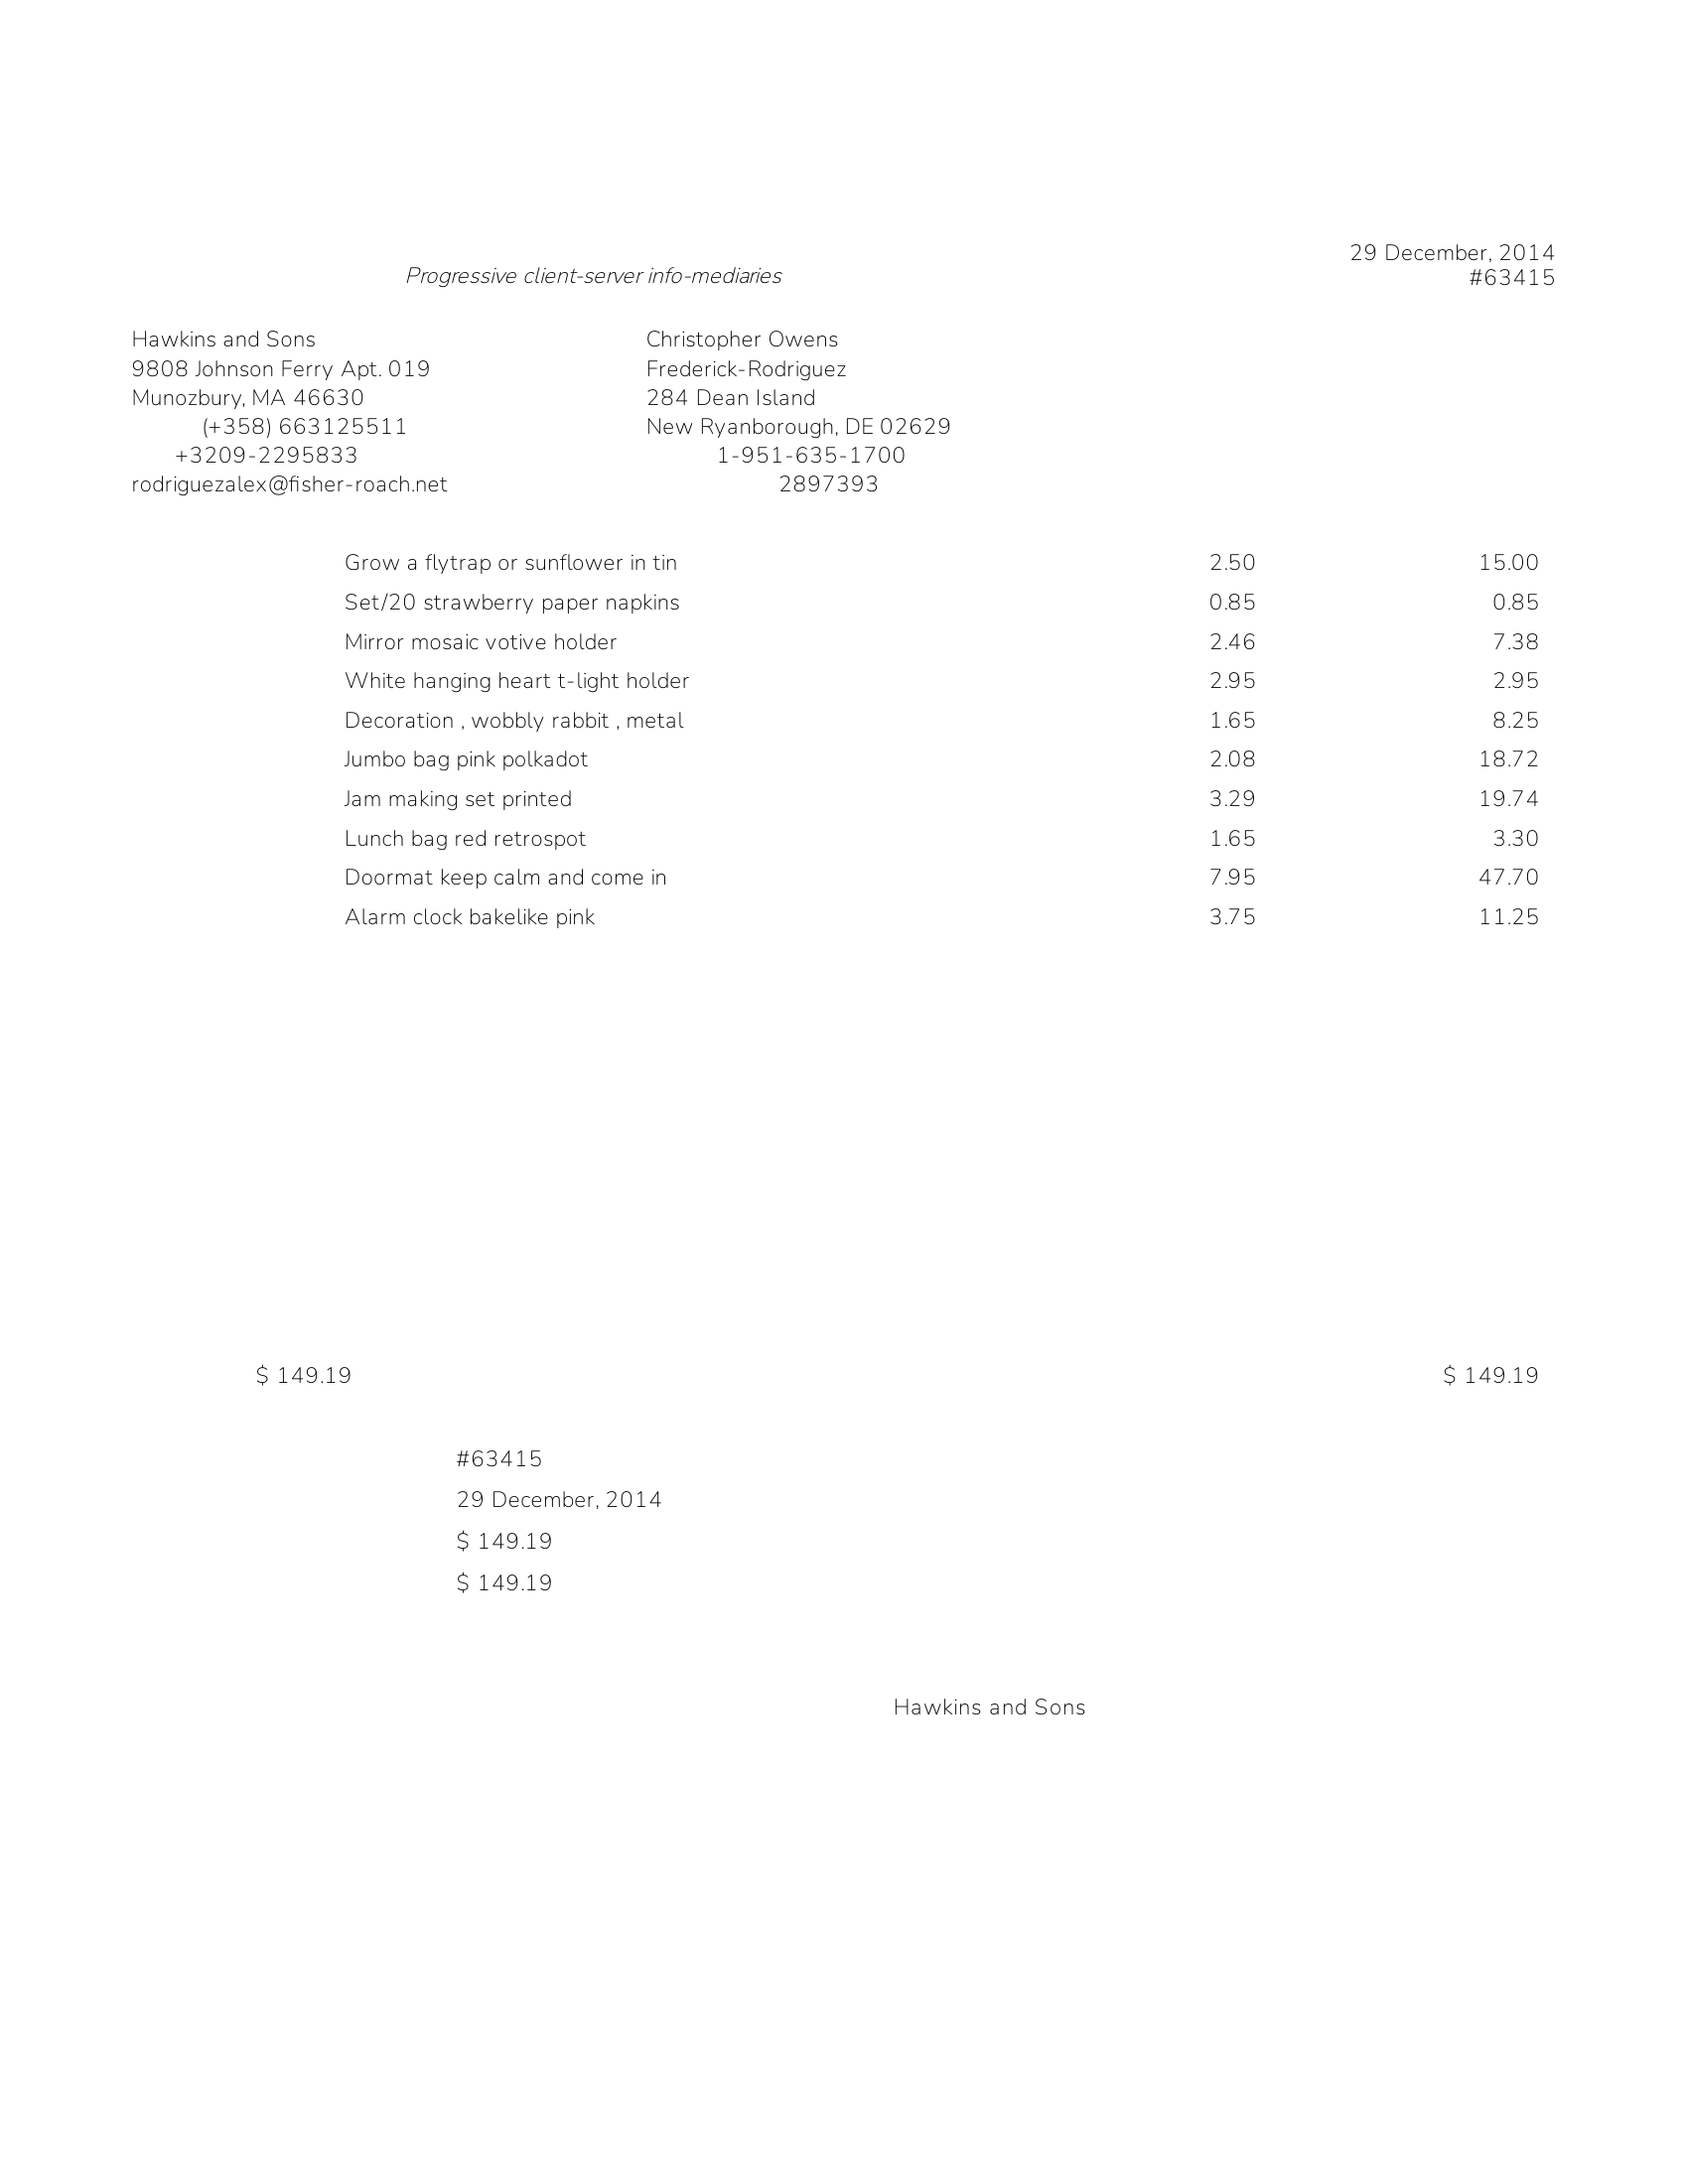 29 December, 2014
Progressive client-server info-mediaries
#63415
Hawkins and Sons
9808 Johnson Ferry Apt. 019
Munozbury, MA 46630
(+358) 663125511
+3209-2295833
rodriguezalex@fisher-roach.net
Christopher Owens
Frederick-Rodriguez
284 Dean Island
New Ryanborough, DE 02629
1-951-635-1700
2897393
Grow a flytrap or sunflower in tin 2.50 15.00
Set/20 strawberry paper napkins 0.85 0.85
Mirror mosaic votive holder 2.46 7.38
White hanging heart t-light holder 2.95 2.95
Decoration , wobbly rabbit , metal 1.65 8.25
Jumbo bag pink polkadot 2.08 18.72
Jam making set printed 3.29 19.74
Lunch bag red retrospot 1.65 3.30
Doormat keep calm and come in 7.95 47.70
Alarm clock bakelike pink 3.75 11.25
$ 149.19 $ 149.19
#63415
29 December, 2014
$ 149.19
$ 149.19
Hawkins and Sons